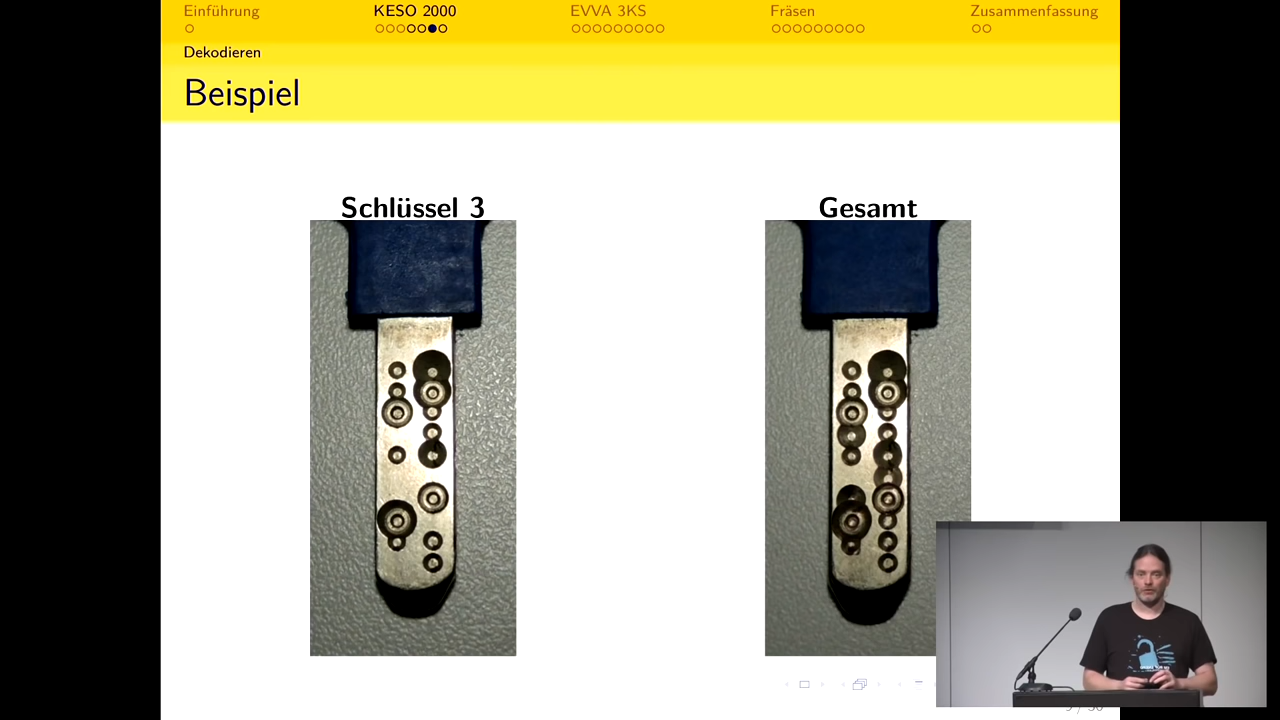 Einführung
KESO 2000
EVVA 3KS
Fräsen
Zusammenfassung
Dekodieren
Beispiel
Schlüssel 3
Gesamt